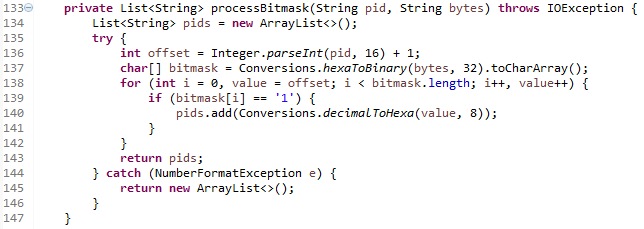 133 private List<String> processBitmask(String pid, String bytes) throws IOException {
134 List<String> pids = new ArrayList<>();
135 try {
136 int offset = Integer.parseInt(pid, 16) + 1;
137 char[] bitmask = Conversions.hexaToBinary(bytes, 32).toCharArray();
138 for (int i = 0, value = offset; i < bitmask.length; i++, value++) {
139 if (bitmask[i] == '1') {
140 pids.add(Conversions.decimalToHexa(value, 8));
141 }
142 }
143 return pids;
144 } catch (NumberFormatException e) {
145 return new ArrayList<>();
146 }
147 }